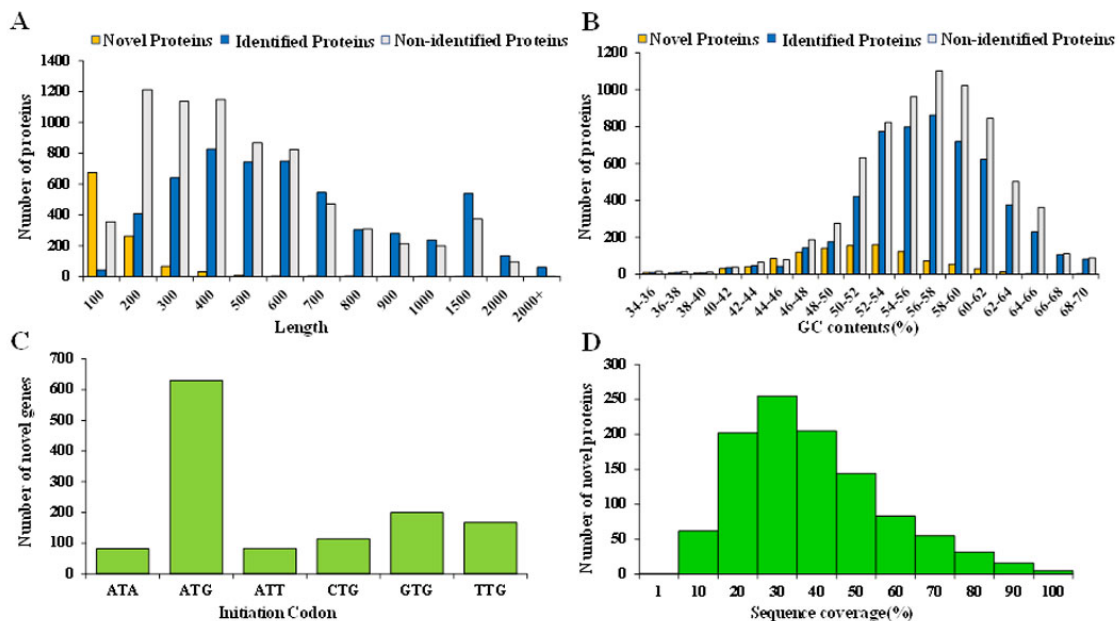 A
Novel Proteins Identified Proteins Non-identified Proteins
Number of proteins
1400
1200
1000
800
600
400
200
0
100 200 300 400 500 600 700 800 900 1000 1500 2000 2000+
Length
B
Novel Proteins Identified Proteins Non-identified Proteins
Number of proteins
1200
1000
800
600
400
200
0
34-36 36-38 38-40 40-42 42-44 44-46 46-48 48-50 50-52 52-54 54-56 56-58 58-60 60-62 62-64 64-66 66-68 68-70
GC contents(%)
C
Number of novel genes
700
600
500
400
300
200
100
0
ATA ATG ATT CTG GTG TTG
Initiation Codon
D
Number of novel proteins
300
250
200
150
100
50
0
1 10 20 30 40 50 60 70 80 90 100
Sequence coverage(%)